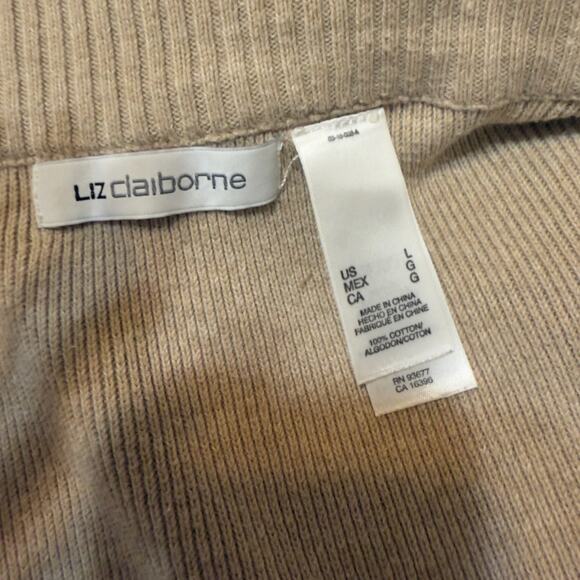 LIZ claiborne
US L
MEX G
CA G
MADE IN CHINA
HECHO EN CHINA
FABRIQUÉ EN CHINE
100% COTTON/
ALGODON/COTON
RN 93677
CA 16396